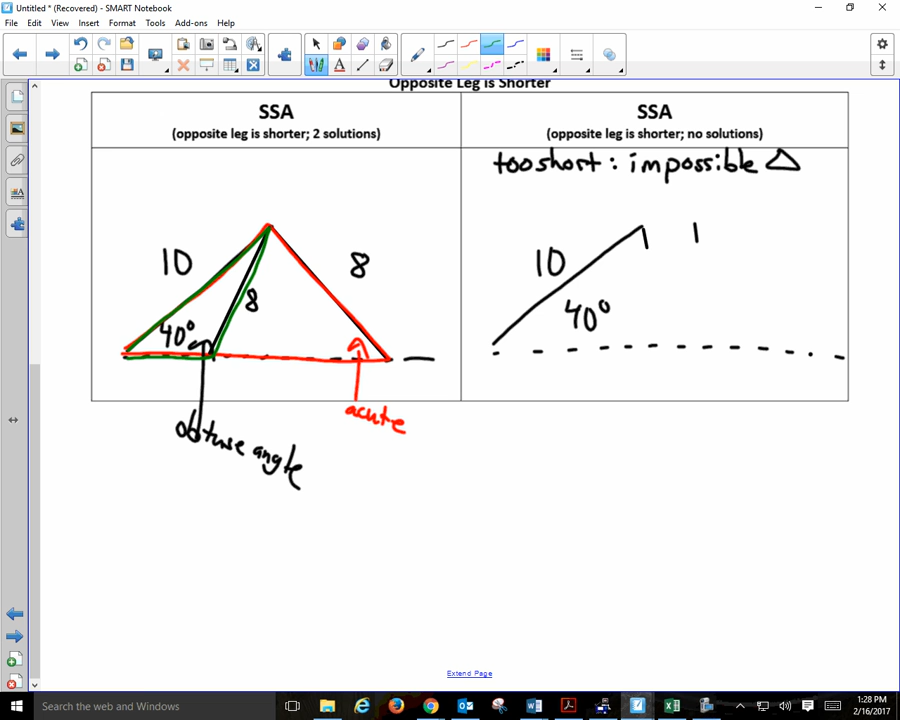 Untitled * (Recovered) - SMART Notebook
File Edit View Insert Format Tools Add-ons Help
Opposite Leg is Shorter
SSA
(opposite leg is shorter; 2 solutions)
SSA
(opposite leg is shorter; no solutions)
too short : impossible
10
8
8
40°
obtuse angle
acute
10
1
40°
Extend Page
Search the web and Windows
1:28 PM
2/16/2017